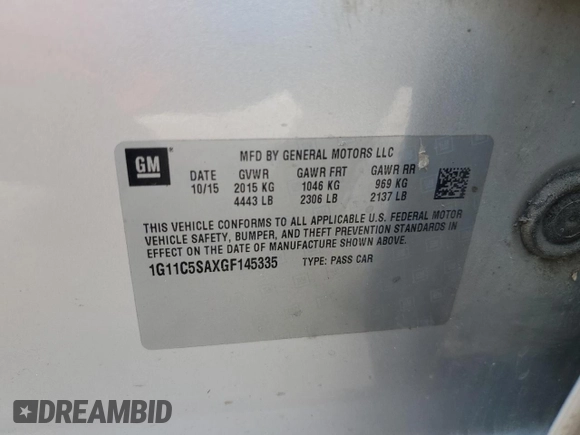 MFD BY GENERAL MOTORS LLC
GM
DATE GVWR GAWR FRT GAWR RR
10/15 2015 KG 1046 KG 969 KG
4443 LB 2306 LB 2137 LB
THIS VEHICLE CONFORMS TO ALL APPLICABLE U.S. FEDERAL MOTOR
VEHICLE SAFETY, BUMPER, AND THEFT PREVENTION STANDARDS IN
EFFECT ON THE DATE OF MANUFACTURE SHOWN ABOVE.
1G11C5SAXGF145335 TYPE: PASS CAR
DREAMBID